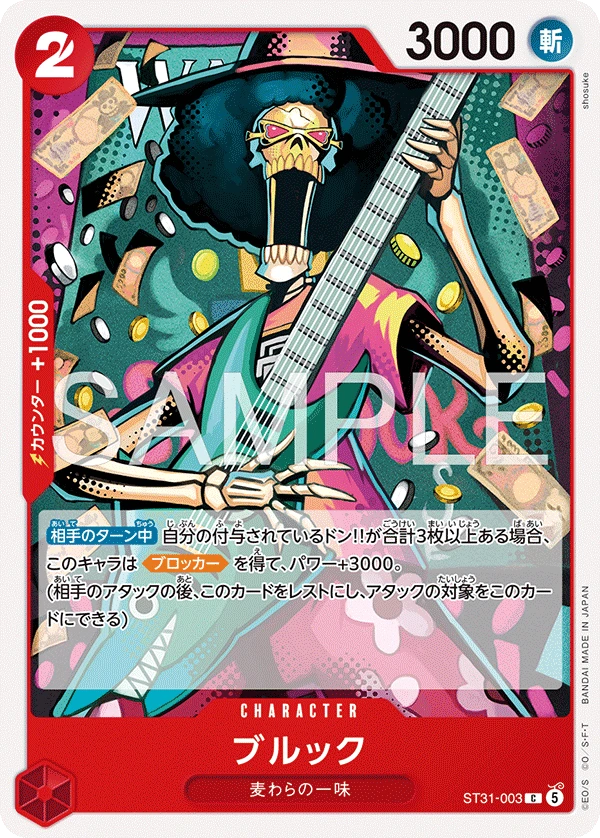 2
3000
斬
shosuke
WA
カウンター +1000
SAMPLE
相手のターン中 自分の付与されているドン!!が合計3枚以上ある場合、
このキャラは ブロッカー を得て、パワー+3000。
(相手のアタックの後、このカードをレストにし、アタックの対象をこのカー
ドにできる)
CHARACTER
ブルック
麦わらの一味
ST31-003 C 5
©E.O/S ©O/S・F・T BANDAI MADE IN JAPAN